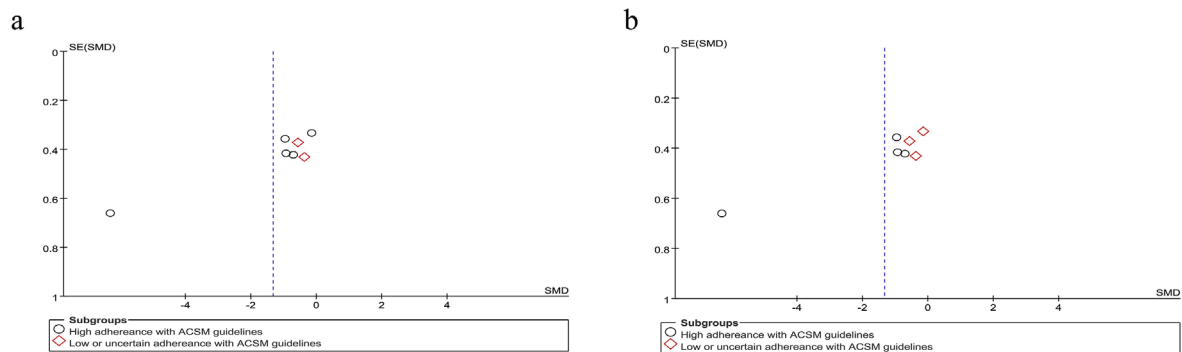 a
SE(SMD)
0
0.2
0.4
0.6
0.8
1
-4
-2
0
2
4
SMD
Subgroups
High adhereance with ACSM guidelines
Low or uncertain adhereance with ACSM guidelines
b
SE(SMD)
0
0.2
0.4
0.6
0.8
1
-4
-2
0
2
4
SMD
Subgroups
High adhereance with ACSM guidelines
Low or uncertain adhereance with ACSM guidelines